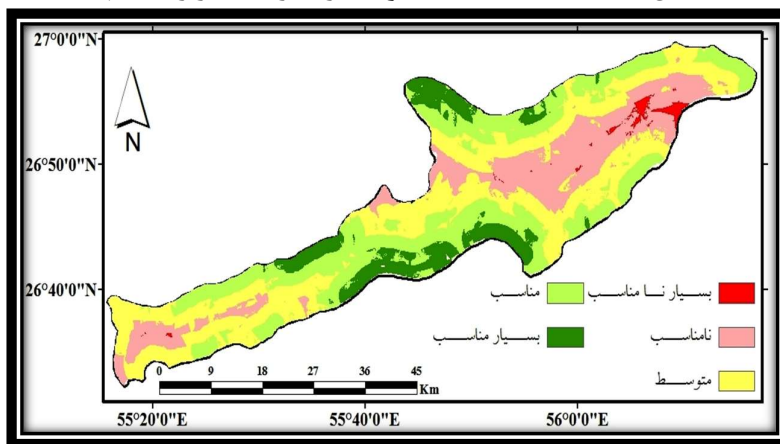 27°0'0"N
26°50'0"N
26°40'0"N
N
بسیار نا مناسب
مناسب
نامناسب
بسیار مناسب
متوسط
0 9 18 27 36 45
Km
55°20'0"E 55°40'0"E 56°0'0"E